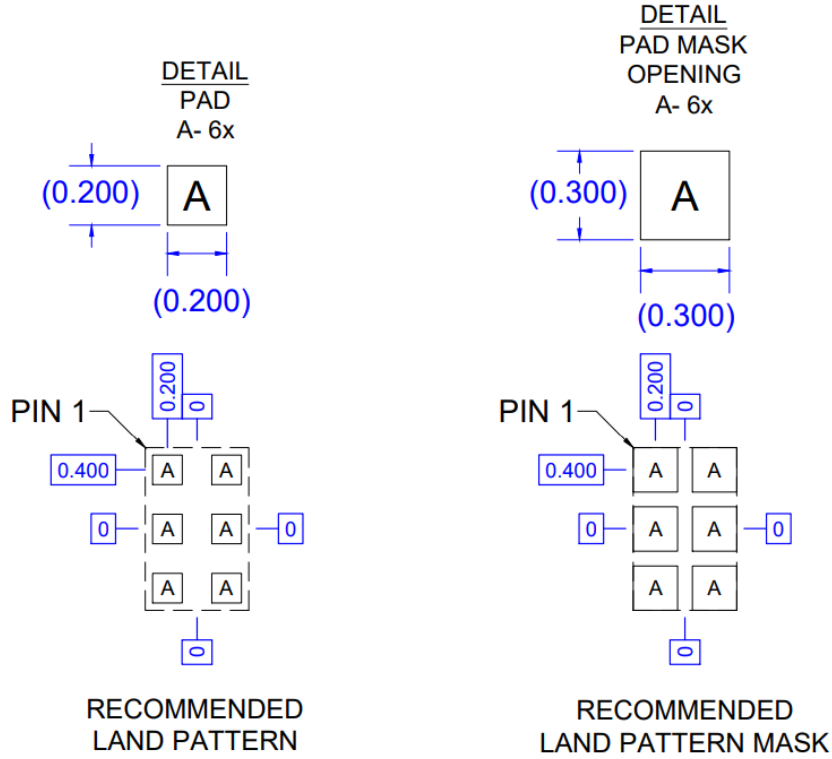 DETAIL
PAD
A- 6x
(0.200)
A
(0.200)
DETAIL
PAD MASK
OPENING
A- 6x
(0.300)
A
(0.300)
0.200
0
PIN 1
0.400
A
A
0
A
A
0
A
A
0
RECOMMENDED
LAND PATTERN
0.200
0
PIN 1
0.400
A
A
0
A
A
0
A
A
0
RECOMMENDED
LAND PATTERN MASK